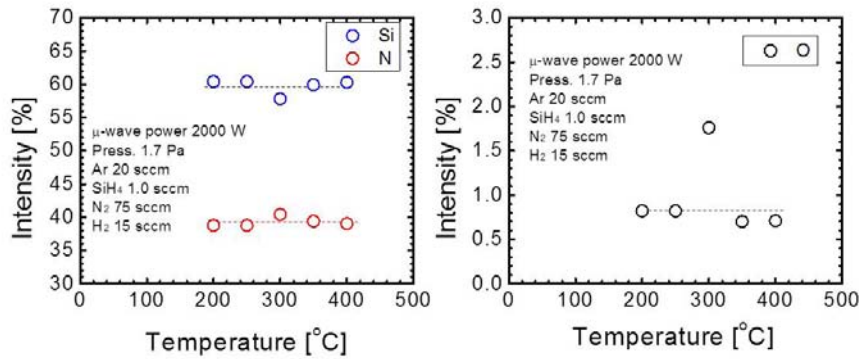 70
65
60
55
50
45
40
35
30
Intensity [%]
Si
N
μ-wave power 2000 W
Press. 1.7 Pa
Ar 20 sccm
SiH₄ 1.0 sccm
N₂ 75 sccm
H₂ 15 sccm
0 100 200 300 400 500
Temperature [°C]
3.0
2.5
2.0
1.5
1.0
0.5
0.0
Intensity [%]
μ-wave power 2000 W
Press. 1.7 Pa
Ar 20 sccm
SiH₄ 1.0 sccm
N₂ 75 sccm
H₂ 15 sccm
0 100 200 300 400 500
Temperature [°C]